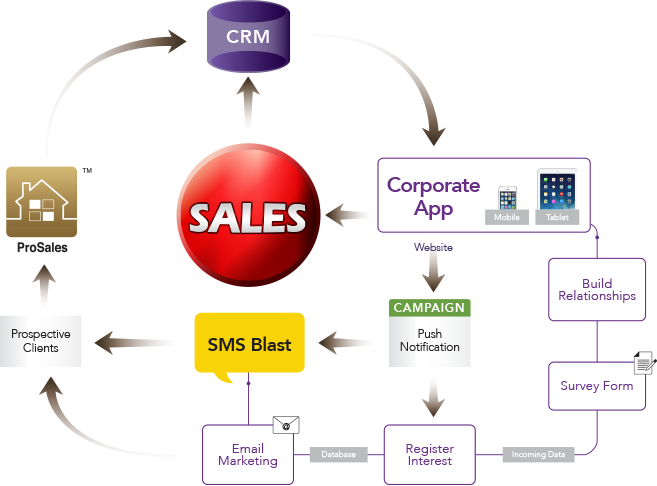 CRM
TM
ProSales
SALES
Corporate
App
Mobile
Tablet
Website
CAMPAIGN
Push
Notification
Build
Relationships
Prospective
Clients
SMS Blast
Survey Form
Email
Marketing
Database
Register
Interest
Incoming Data
@